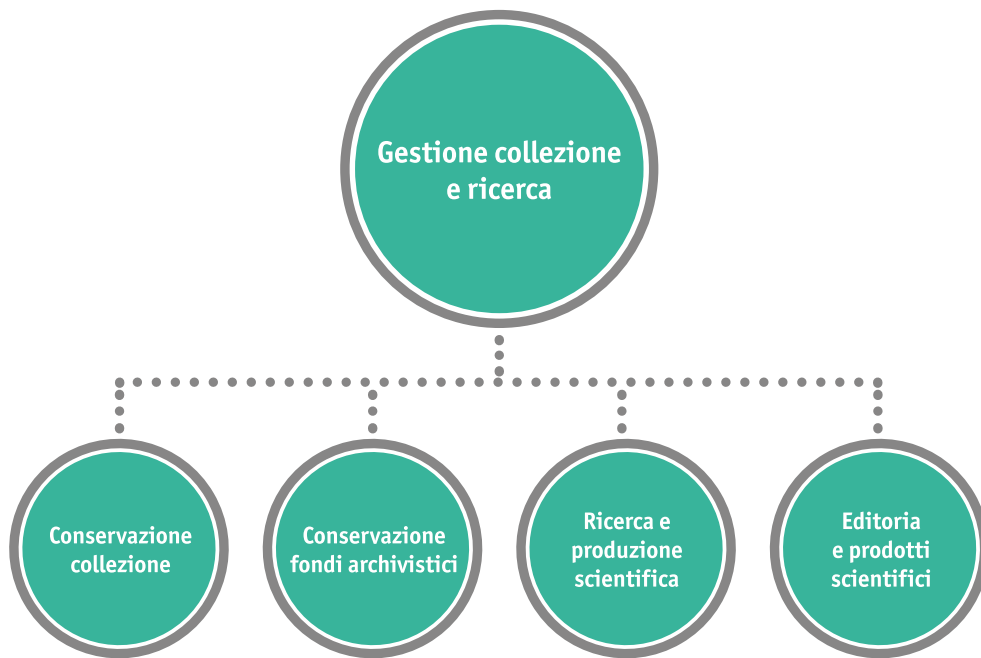 Gestione collezione
e ricerca
Conservazione
collezione
Conservazione
fondi archivistici
Ricerca e
produzione
scientifica
Editoria
e prodotti
scientifici